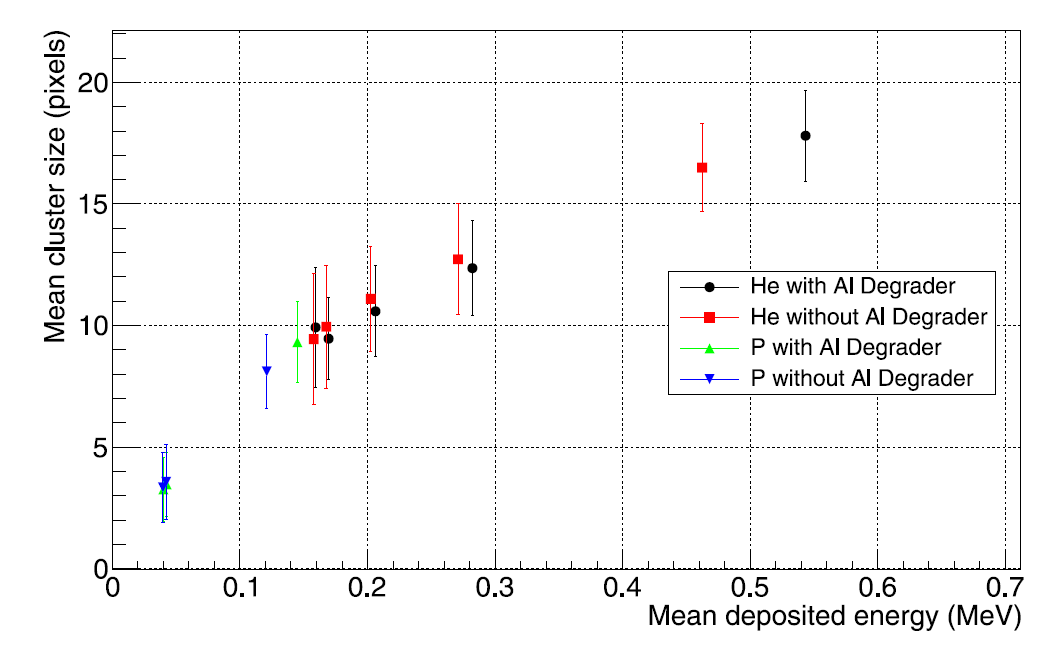 Mean cluster size (pixels)
20
15
10
5
0
0 0.1 0.2 0.3 0.4 0.5 0.6 0.7
Mean deposited energy (MeV)
He with Al Degrader
He without Al Degrader
P with Al Degrader
P without Al Degrader